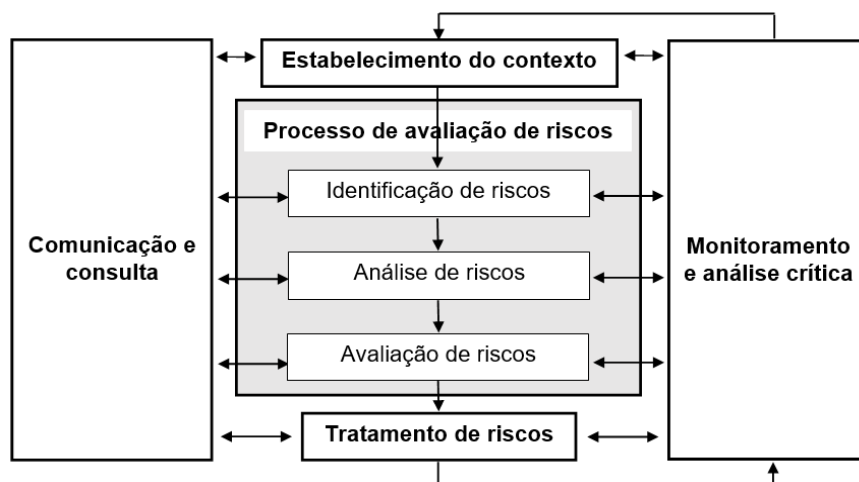 Estabelecimento do contexto
Processo de avaliação de riscos
Identificação de riscos
Comunicação e
consulta
Análise de riscos
Monitoramento
e análise crítica
Avaliação de riscos
Tratamento de riscos